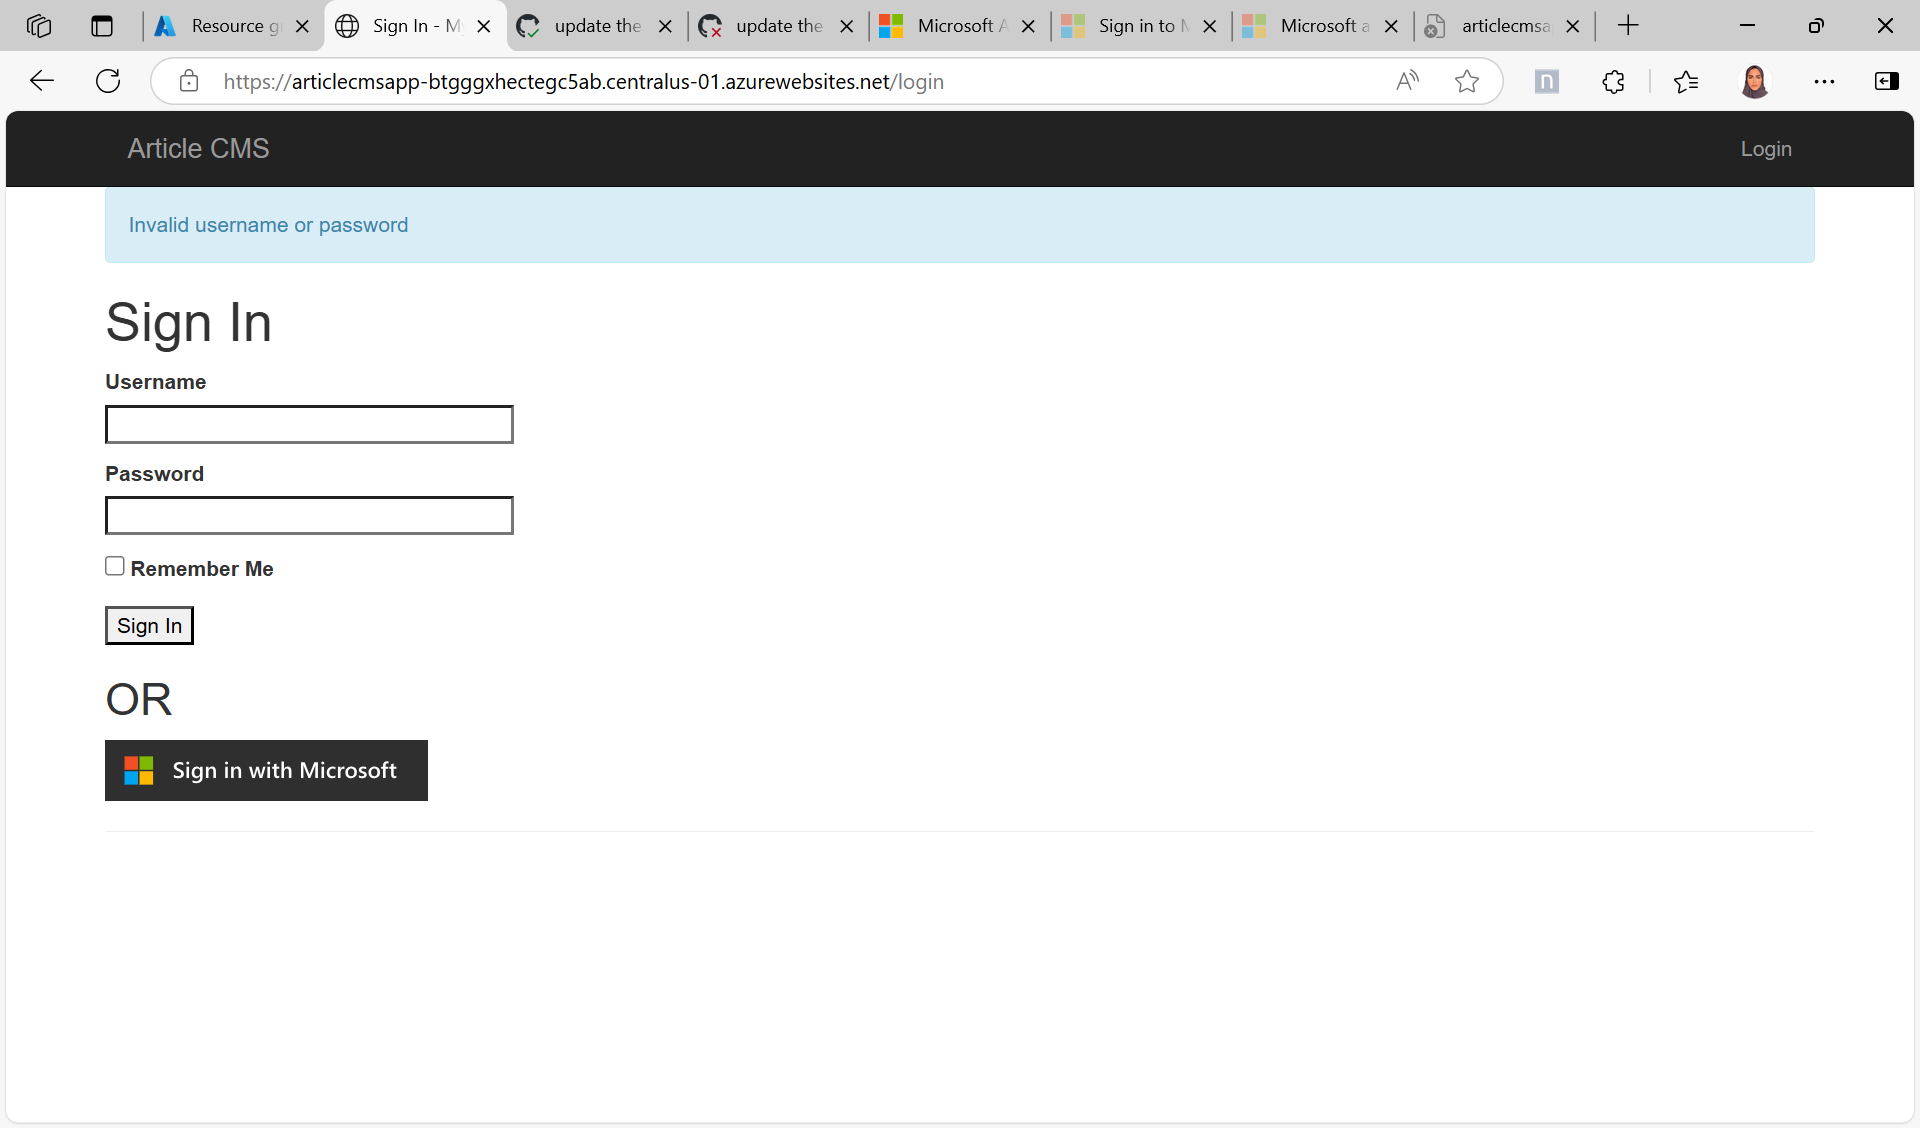 Resource g
Sign In - My
update the
update the
Microsoft A
Sign in to M
Microsoft a
articlecmsa
https://articlecmsapp-btgggxhectegc5ab.centralus-01.azurewebsites.net/login
Article CMS
Login
Invalid username or password
Sign In
Username
Password
Remember Me
Sign In
OR
Sign in with Microsoft